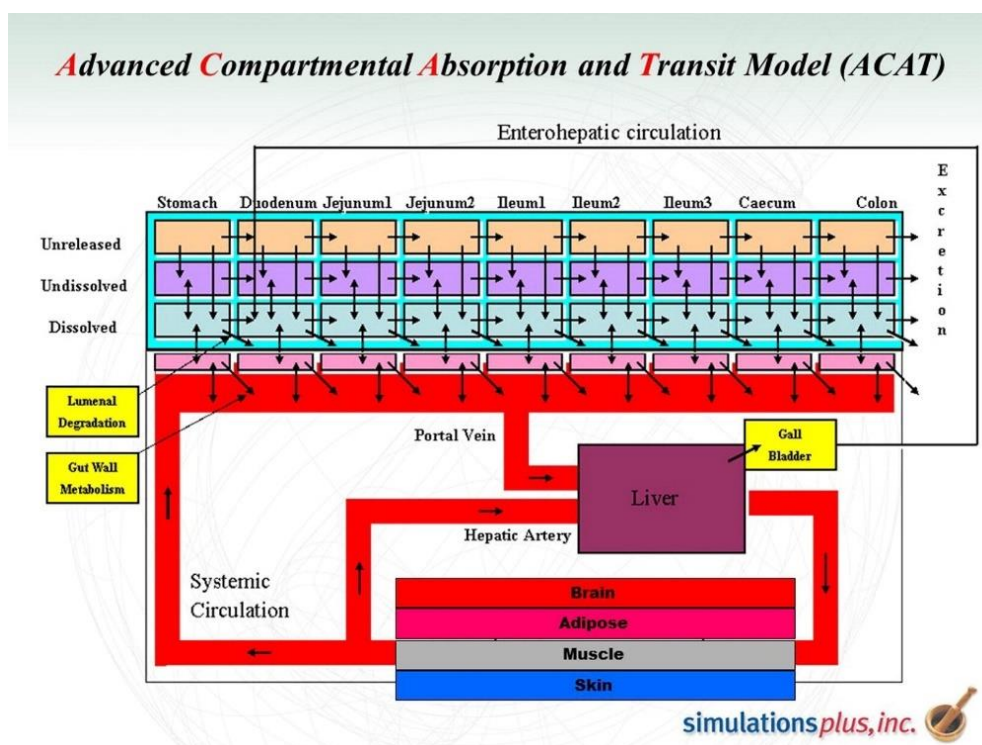 Advanced Compartmental Absorption and Transit Model (ACAT)
Enterohepatic circulation
Excretion
Stomach Duodenum Jejunum1 Jejunum2 Ileum1 Ileum2 Ileum3 Caecum Colon
Unreleased
Undissolved
Dissolved
Lumenal
Degradation
Gut Wall
Metabolism
Portal Vein
Gall
Bladder
Liver
Hepatic Artery
Systemic
Circulation
Brain
Adipose
Muscle
Skin
simulationsplus, inc.